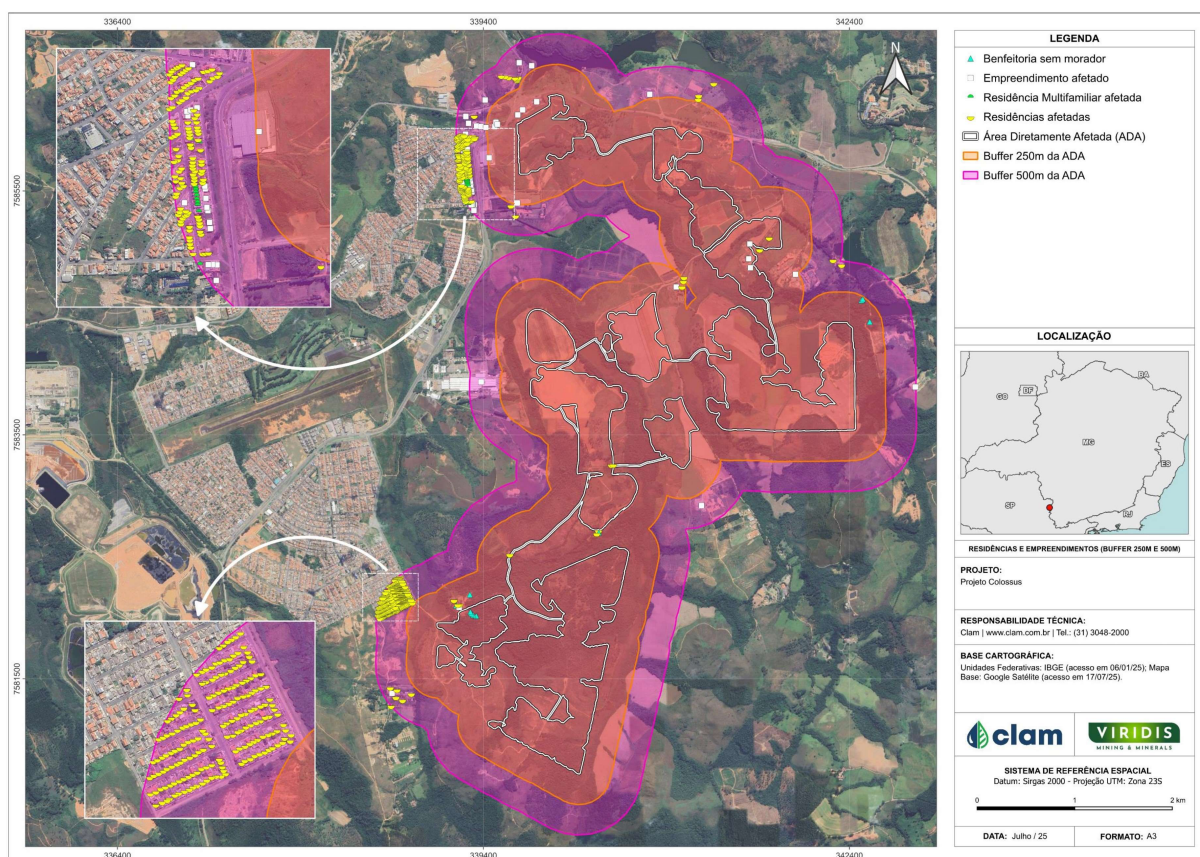 336400
339400
342400
7585500
7583500
7581500
N
336400
339400
342400
LEGENDA
Benfeitoria sem morador
Empreendimento afetado
Residência Multifamiliar afetada
Residências afetadas
Área Diretamente Afetada (ADA)
Buffer 250m da ADA
Buffer 500m da ADA
LOCALIZAÇÃO
GO
DF
BA
MG
ES
SP
RJ
RESIDÊNCIAS E EMPREENDIMENTOS (BUFFER 250M E 500M)
PROJETO:
Projeto Colossus
RESPONSABILIDADE TÉCNICA:
Clam | www.clam.com.br | Tel.: (31) 3048-2000
BASE CARTOGRÁFICA:
Unidades Federativas: IBGE (acesso em 06/01/25); Mapa
Base: Google Satélite (acesso em 17/07/25).
clam
VIRIDIS
MINING & MINERALS
SISTEMA DE REFERÊNCIA ESPACIAL
Datum: Sirgas 2000 - Projeção UTM: Zona 23S
0 1 2 km
DATA: Julho / 25
FORMATO: A3